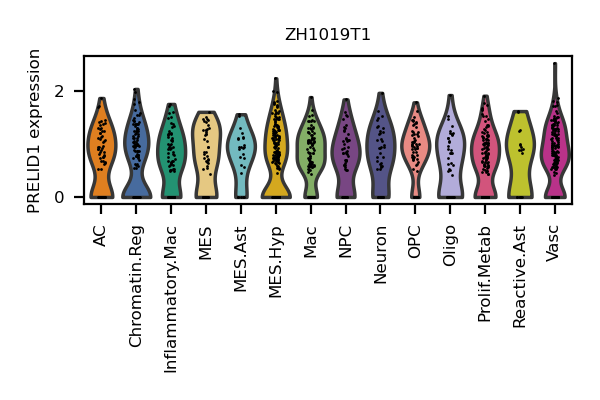 ZH1019T1
PRELID1 expression
2
0
AC
Chromatin.Reg
Inflammatory.Mac
MES
MES.Ast
MES.Hyp
Mac
NPC
Neuron
OPC
Oligo
Prolif.Metab
Reactive.Ast
Vasc